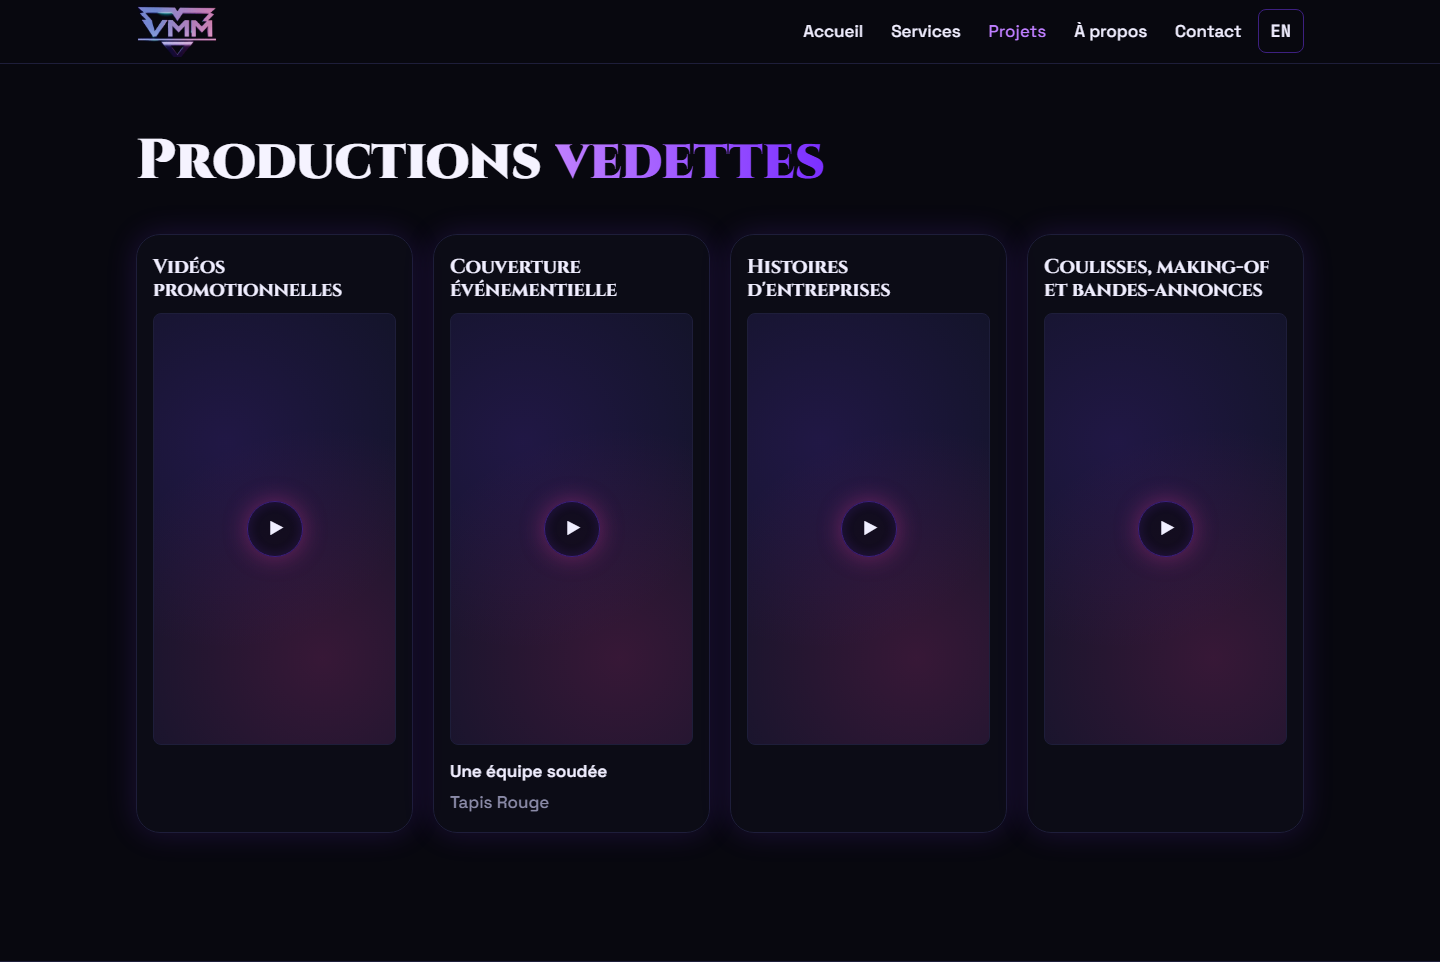 VMM
Accueil Services Projets À propos Contact EN
Productions vedettes
Vidéos
promotionnelles
Couverture
événementielle
Histoires
d'entreprises
Coulisses, making-of
et bandes-annonces
Une équipe soudée
Tapis Rouge